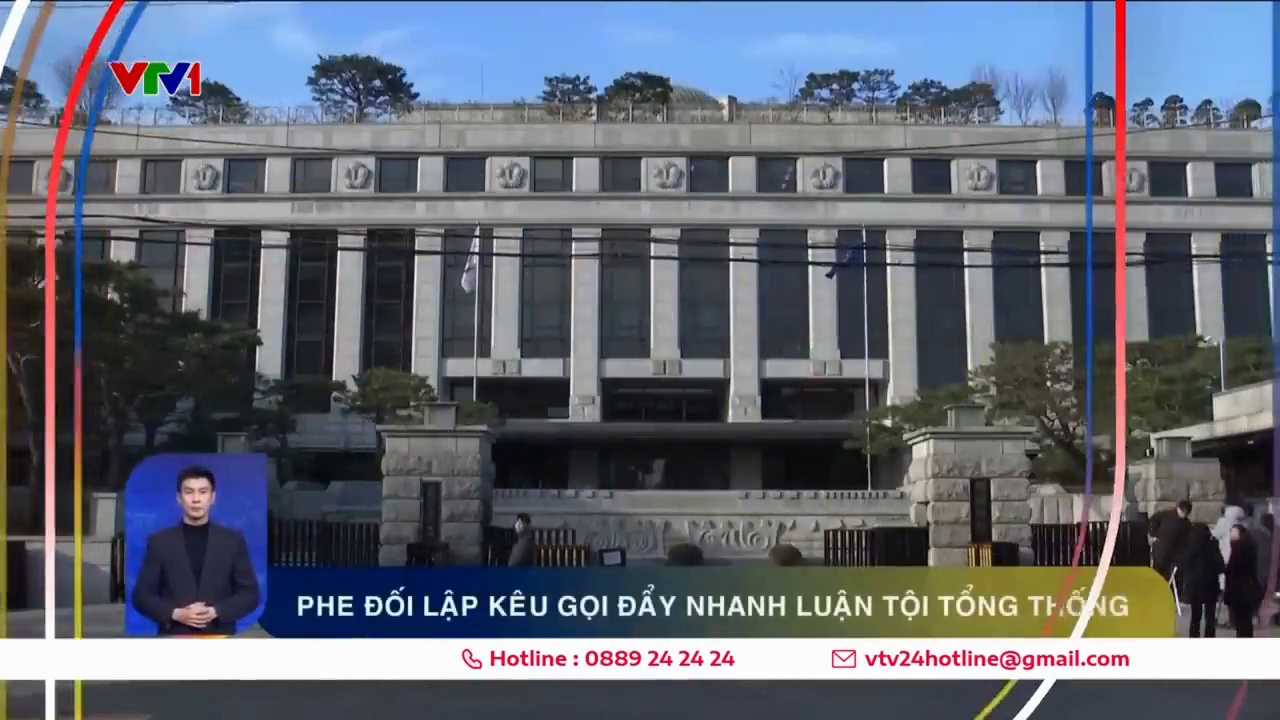 VTV1
PHE ĐỐI LẬP KÊU GỌI ĐẨY NHANH LUẬN TỘI TỔNG THỐNG
Hotline : 0889 24 24 24
vtv24hotline@gmail.com